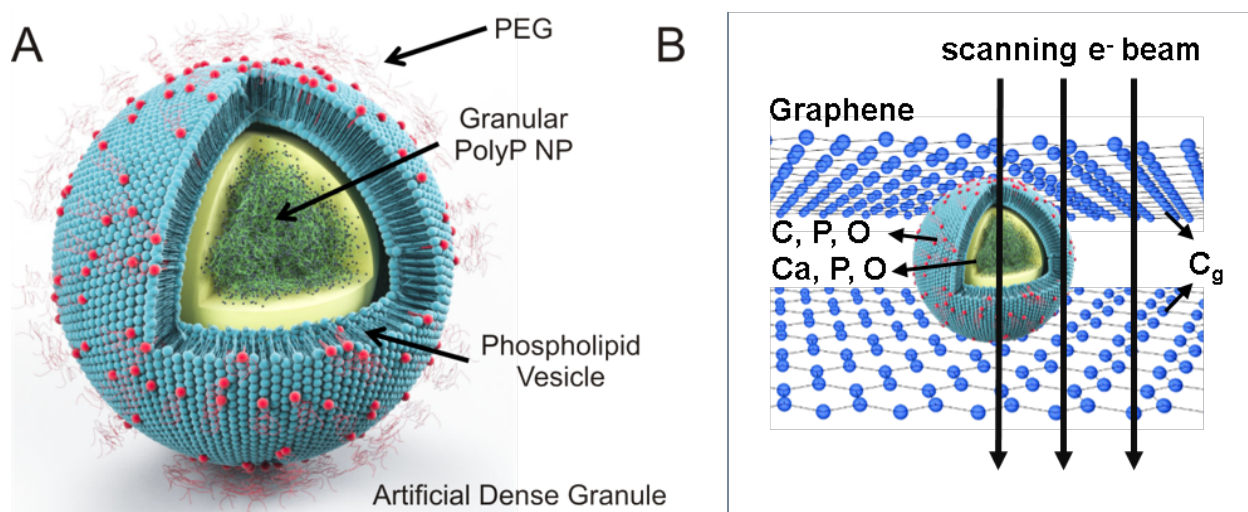 A
PEG
Granular
PolyP NP
Phospholipid
Vesicle
Artificial Dense Granule
B
scanning e- beam
Graphene
C, P, O
Ca, P, O
Cg